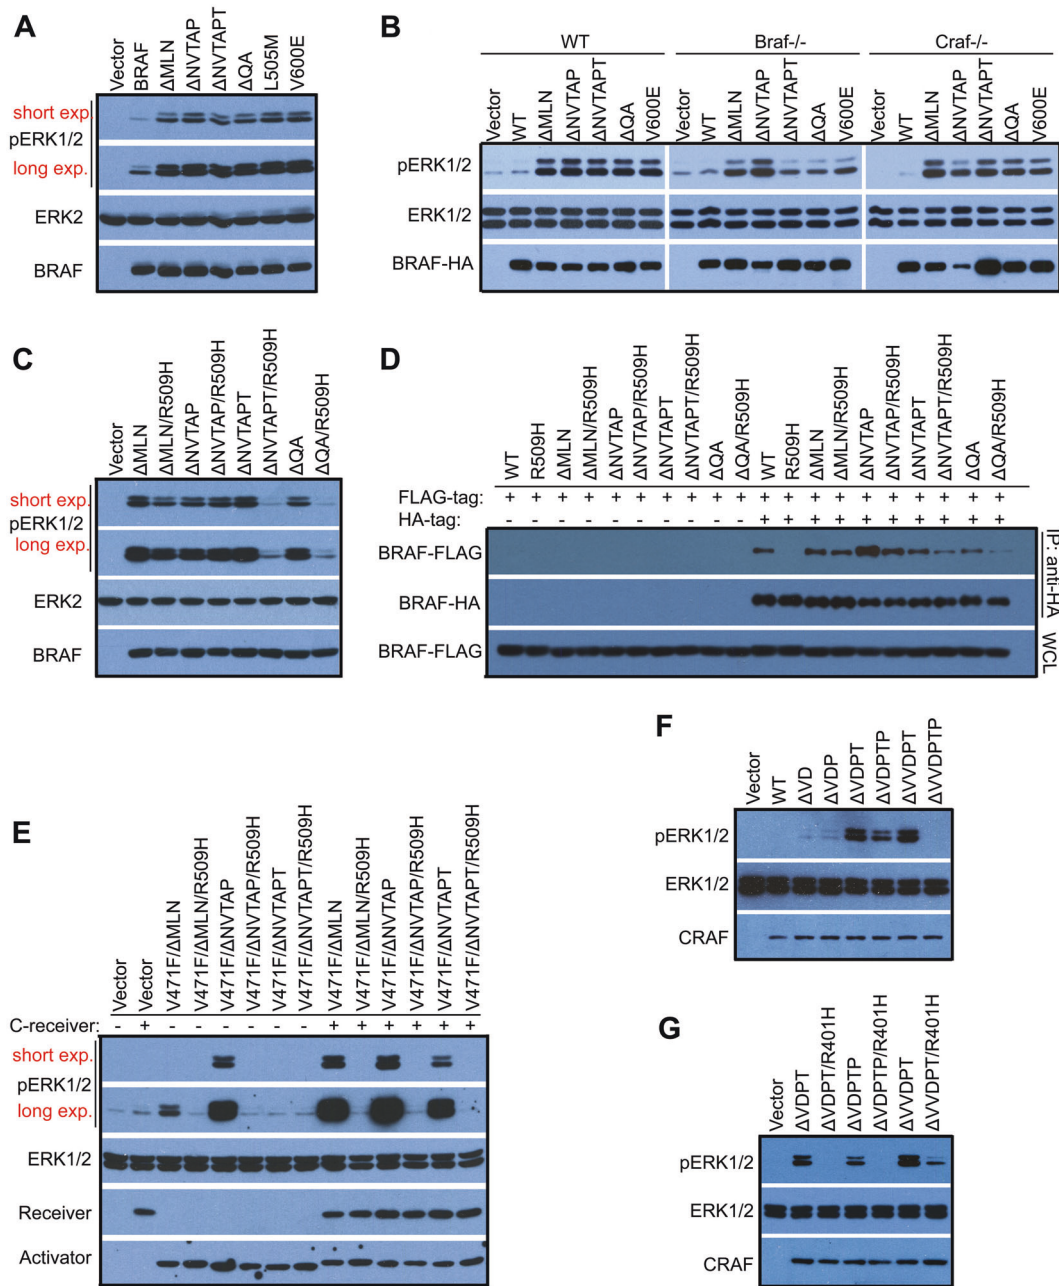 A
Vector
BRAF
ΔMLN
ΔNVTAP
ΔNVTAPT
ΔQA
L505M
V600E
short exp.
pERK1/2
long exp.
ERK2
BRAF
B
WT
Braf-/-
Craf-/-
Vector
WT
ΔMLN
ΔNVTAP
ΔNVTAPT
ΔQA
V600E
Vector
WT
ΔMLN
ΔNVTAP
ΔNVTAPT
ΔQA
V600E
Vector
WT
ΔMLN
ΔNVTAP
ΔNVTAPT
ΔQA
V600E
pERK1/2
ERK1/2
BRAF-HA
C
Vector
ΔMLN
ΔMLN/R509H
ΔNVTAP
ΔNVTAP/R509H
ΔNVTAPT
ΔNVTAPT/R509H
ΔQA
ΔQA/R509H
short exp.
pERK1/2
long exp.
ERK2
BRAF
D
WT
R509H
ΔMLN
ΔMLN/R509H
ΔNVTAP
ΔNVTAP/R509H
ΔNVTAPT
ΔNVTAPT/R509H
ΔQA
ΔQA/R509H
WT
R509H
ΔMLN
ΔMLN/R509H
ΔNVTAP
ΔNVTAP/R509H
ΔNVTAPT
ΔNVTAPT/R509H
ΔQA
ΔQA/R509H
FLAG-tag: + + + + + + + + + + + + + + + + + + + +
HA-tag: - - - - - - - - - - + + + + + + + + + +
BRAF-FLAG
BRAF-HA
BRAF-FLAG
IP: anti-HA
WCL
E
Vector
Vector
V471F/ΔMLN
V471F/ΔMLN/R509H
V471F/ΔNVTAP
V471F/ΔNVTAP/R509H
V471F/ΔNVTAPT
V471F/ΔNVTAPT/R509H
V471F/ΔMLN
V471F/ΔMLN/R509H
V471F/ΔNVTAP
V471F/ΔNVTAP/R509H
V471F/ΔNVTAPT
V471F/ΔNVTAPT/R509H
C-receiver: - + - - - - - - + + + + + +
short exp.
pERK1/2
long exp.
ERK1/2
Receiver
Activator
F
Vector
WT
ΔVD
ΔVDP
ΔVDPT
ΔVDPTP
ΔVVDPT
ΔVVDPTP
pERK1/2
ERK1/2
CRAF
G
Vector
ΔVDPT
ΔVDPT/R401H
ΔVDPTP
ΔVDPTP/R401H
ΔVVDPT
ΔVVDPT/R401H
pERK1/2
ERK1/2
CRAF